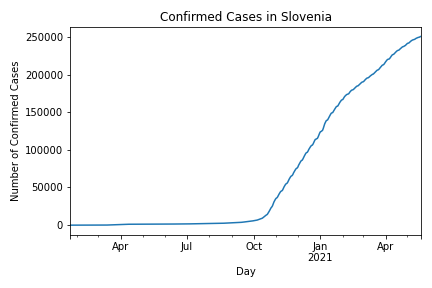 Confirmed Cases in Slovenia
250000
200000
150000
100000
50000
0
Number of Confirmed Cases
Apr Jul Oct Jan Apr
2021
Day